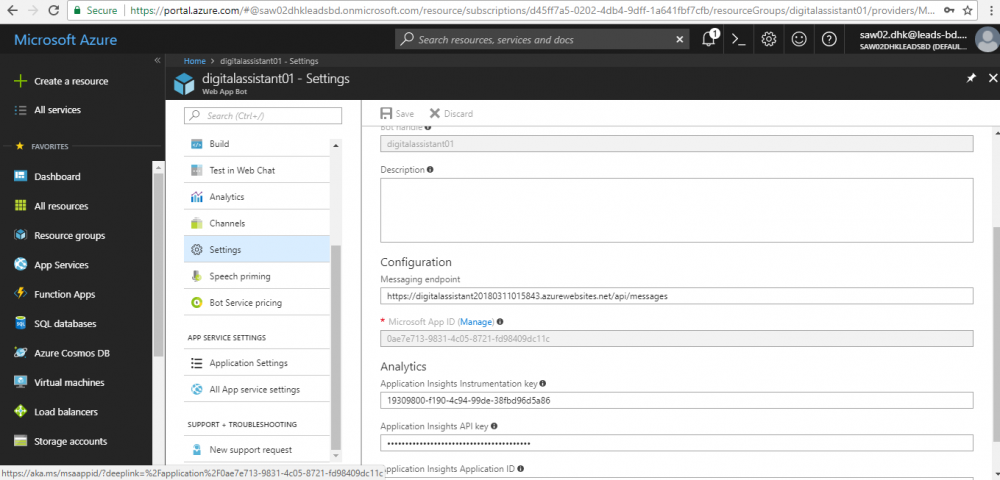 Secure https://portal.azure.com/#@saw02dhkleadsbd.onmicrosoft.com/resource/subscriptions/d45ff7a5-0202-4db4-9dff-1a641fbf7cfb/resourceGroups/digitalassistant01/providers/M...
Microsoft Azure
Search resources, services and docs
1
saw02.dhk@leads-bd....
SAW02DHKLEADSBD (DEFAUL...
Home > digitalassistant01 - Settings
digitalassistant01 - Settings
Web App Bot
Create a resource
All services
FAVORITES
Dashboard
All resources
Resource groups
App Services
Function Apps
SQL databases
Azure Cosmos DB
Virtual machines
Load balancers
Storage accounts
Search (Ctrl+/)
Build
Test in Web Chat
Analytics
Channels
Settings
Speech priming
Bot Service pricing
APP SERVICE SETTINGS
Application Settings
All App service settings
SUPPORT + TROUBLESHOOTING
New support request
Save
Discard
Bot handle
digitalassistant01
Description
Configuration
Messaging endpoint
https://digitalassistant20180311015843.azurewebsites.net/api/messages
* Microsoft App ID (Manage)
0ae7e713-9831-4c05-8721-fd98409dc11c
Analytics
Application Insights Instrumentation key
19309800-f190-4c94-99de-38fbd96d5a86
Application Insights API key
Application Insights Application ID
https://aka.ms/msaappid/?deeplink=%2Fapplication%2F0ae7e713-9831-4c05-8721-fd98409dc11c